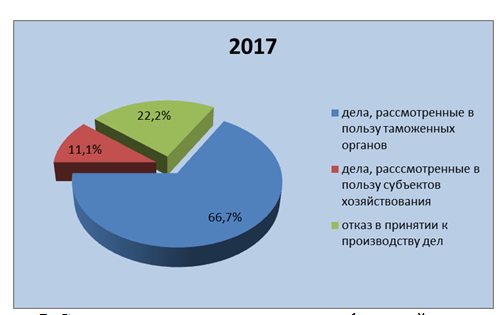 2017
22,2%
11,1%
66,7%
дела, рассмотренные в
пользу таможенных
органов
дела, расссмотренные в
пользу субъектов
хозяйствования
отказ в принятии к
производству дел